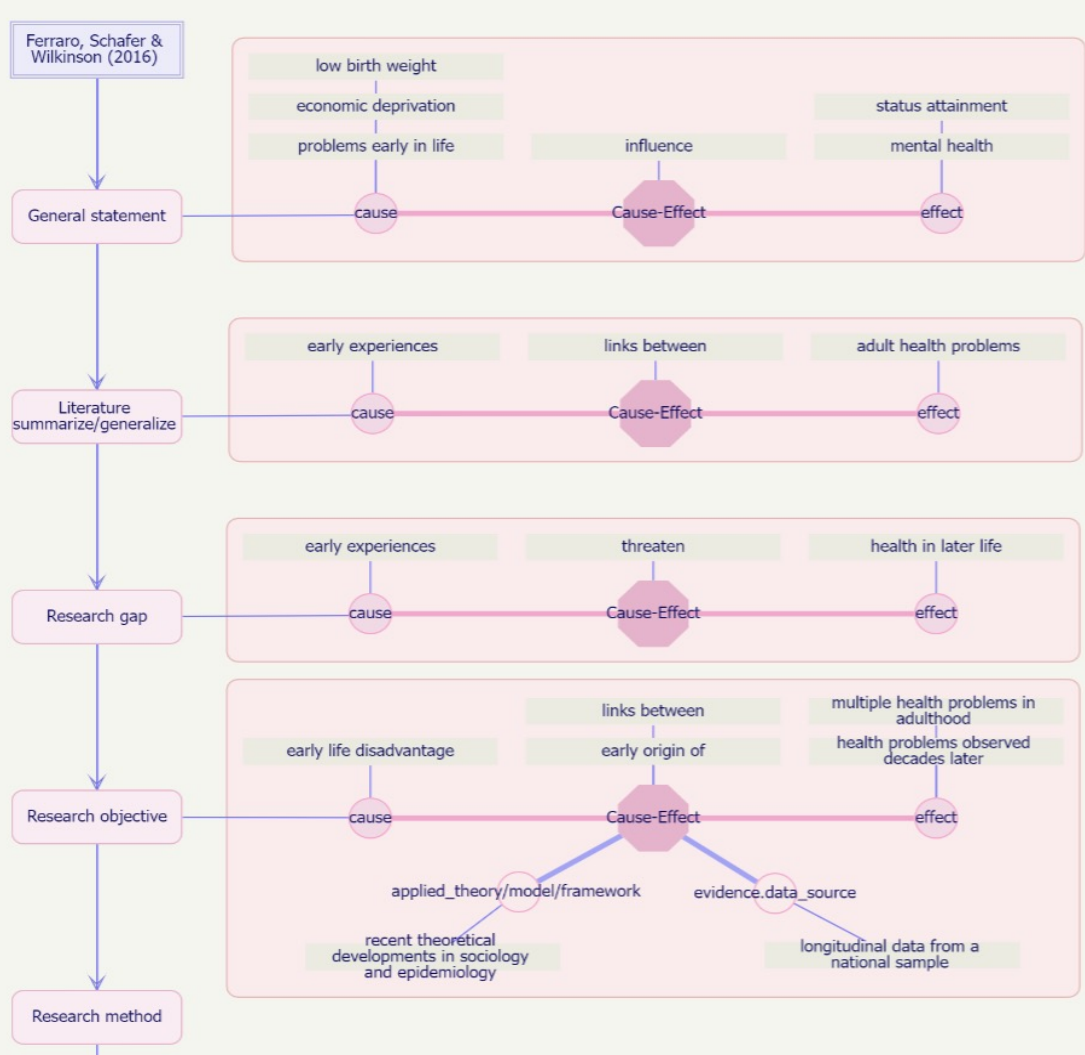 Ferraro, Schafer &
Wilkinson (2016)
low birth weight
economic deprivation
problems early in life
influence
status attainment
mental health
General statement
cause
Cause-Effect
effect
early experiences
links between
adult health problems
Literature
summarize/generalize
cause
Cause-Effect
effect
early experiences
threaten
health in later life
Research gap
cause
Cause-Effect
effect
links between
multiple health problems in
adulthood
early life disadvantage
early origin of
health problems observed
decades later
Research objective
cause
Cause-Effect
effect
applied_theory/model/framework
evidence.data_source
recent theoretical
developments in sociology
and epidemiology
longitudinal data from a
national sample
Research method